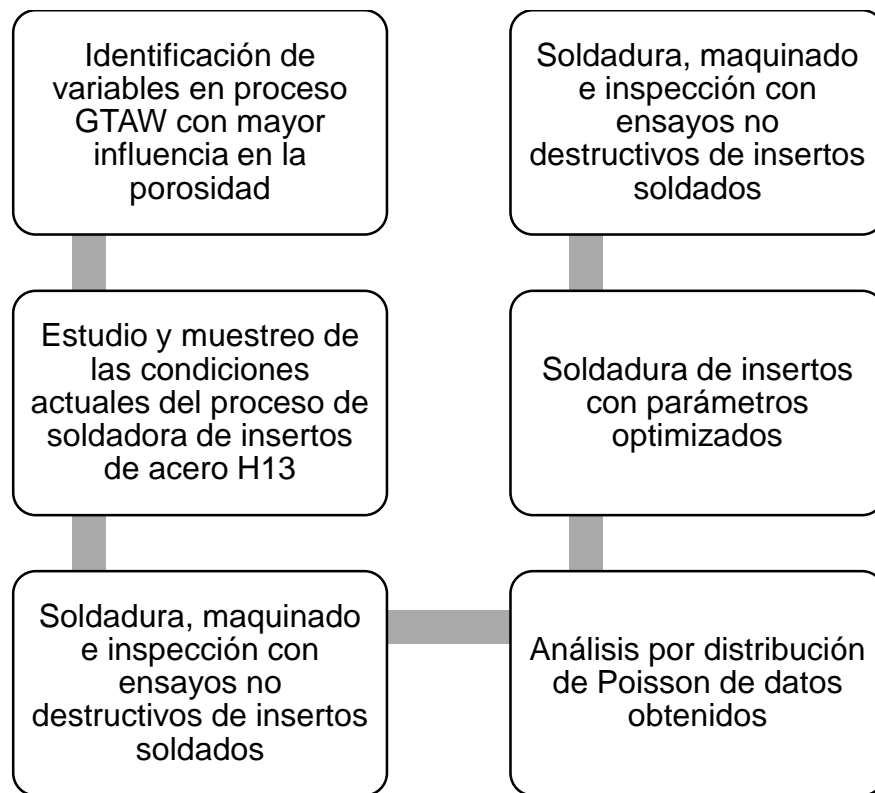 Identificación de
variables en proceso
GTAW con mayor
influencia en la
porosidad
Estudio y muestreo de
las condiciones
actuales del proceso de
soldadora de insertos
de acero H13
Soldadura, maquinado
e inspección con
ensayos no
destructivos de insertos
soldados
Análisis por distribución
de Poisson de datos
obtenidos
Soldadura de insertos
con parámetros
optimizados
Soldadura, maquinado
e inspección con
ensayos no
destructivos de insertos
soldados